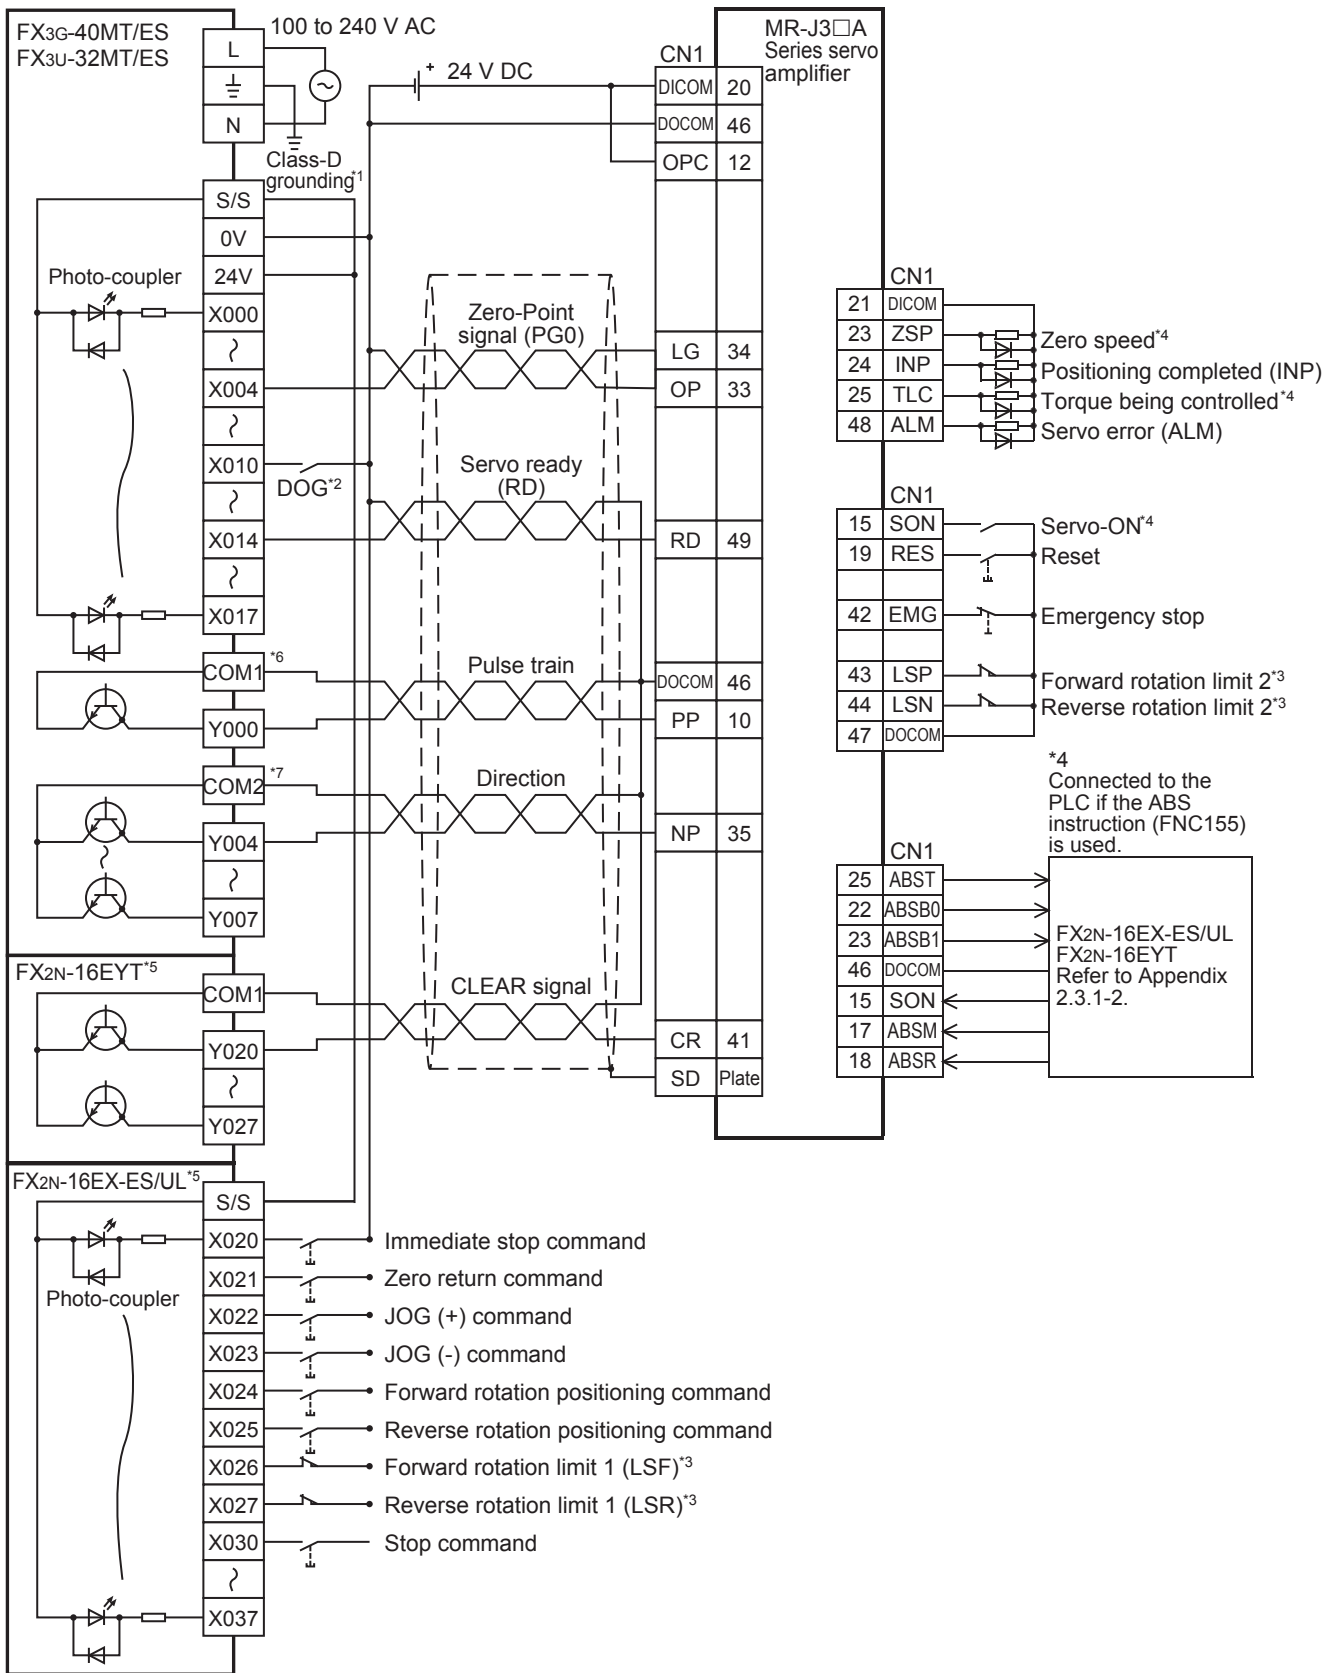 FX3G-40MT/ES
FX3U-32MT/ES
L
N
100 to 240 V AC
Class-D
grounding*1
+ 24 V DC
CN1
MR-J3□A
Series servo
amplifier
DICOM 20
DOCOM 46
OPC 12
S/S
0V
24V
Photo-coupler
X000
X004
X010
X014
X017
DOG*2
Zero-Point
signal (PG0)
LG 34
OP 33
Servo ready
(RD)
RD 49
COM1 *6
Y000
Pulse train
DOCOM 46
PP 10
COM2 *7
Y004
Y007
Direction
NP 35
FX2N-16EYT*5
COM1
Y020
Y027
CLEAR signal
CR 41
SD Plate
CN1
21 DICOM
23 ZSP Zero speed*4
24 INP Positioning completed (INP)
25 TLC Torque being controlled*4
48 ALM Servo error (ALM)
CN1
15 SON Servo-ON*4
19 RES Reset
42 EMG Emergency stop
43 LSP Forward rotation limit 2*3
44 LSN Reverse rotation limit 2*3
47 DOCOM
*4
Connected to the
PLC if the ABS
instruction (FNC155)
is used.
CN1
25 ABST
22 ABSB0
23 ABSB1
46 DOCOM
15 SON
17 ABSM
18 ABSR
FX2N-16EX-ES/UL
FX2N-16EYT
Refer to Appendix
2.3.1-2.
FX2N-16EX-ES/UL*5
S/S
Photo-coupler
X020 Immediate stop command
X021 Zero return command
X022 JOG (+) command
X023 JOG (-) command
X024 Forward rotation positioning command
X025 Reverse rotation positioning command
X026 Forward rotation limit 1 (LSF)*3
X027 Reverse rotation limit 1 (LSR)*3
X030 Stop command
X037